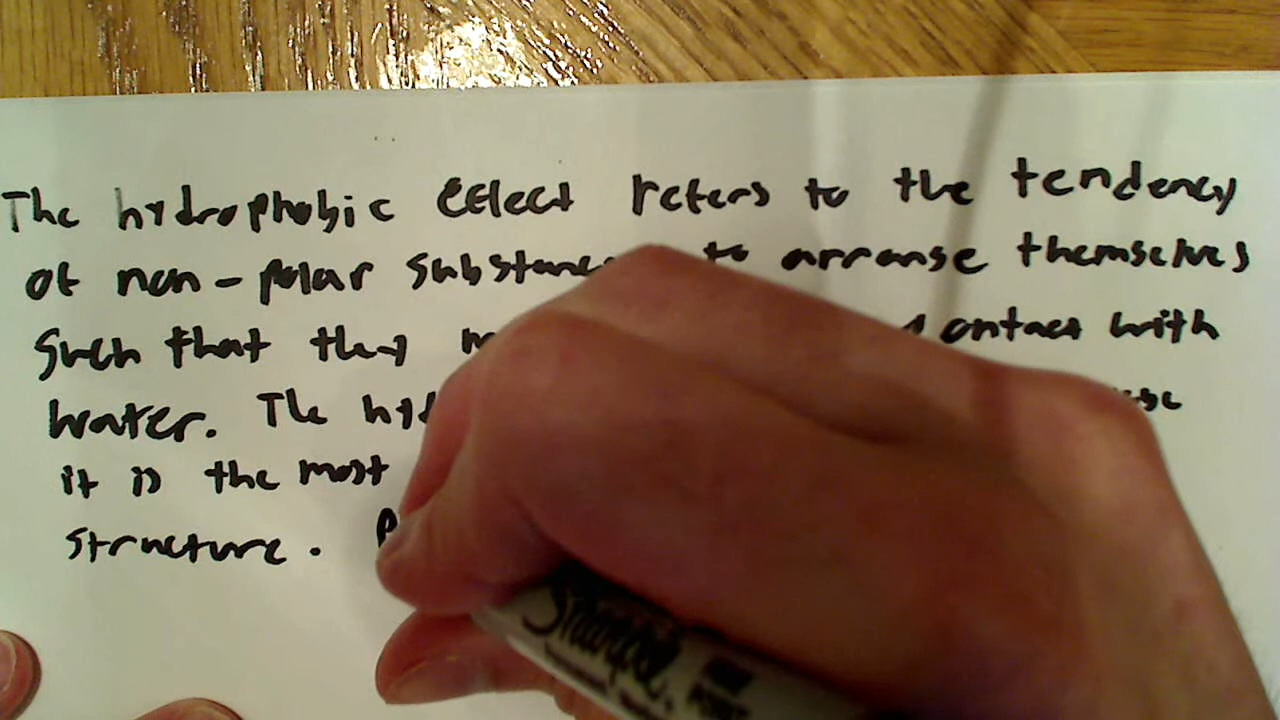 The hydrophobic effect refers to the tendency
of non-polar to arrange themselves
such that they contact with
water. The
it is the most
structure.
Sharpie